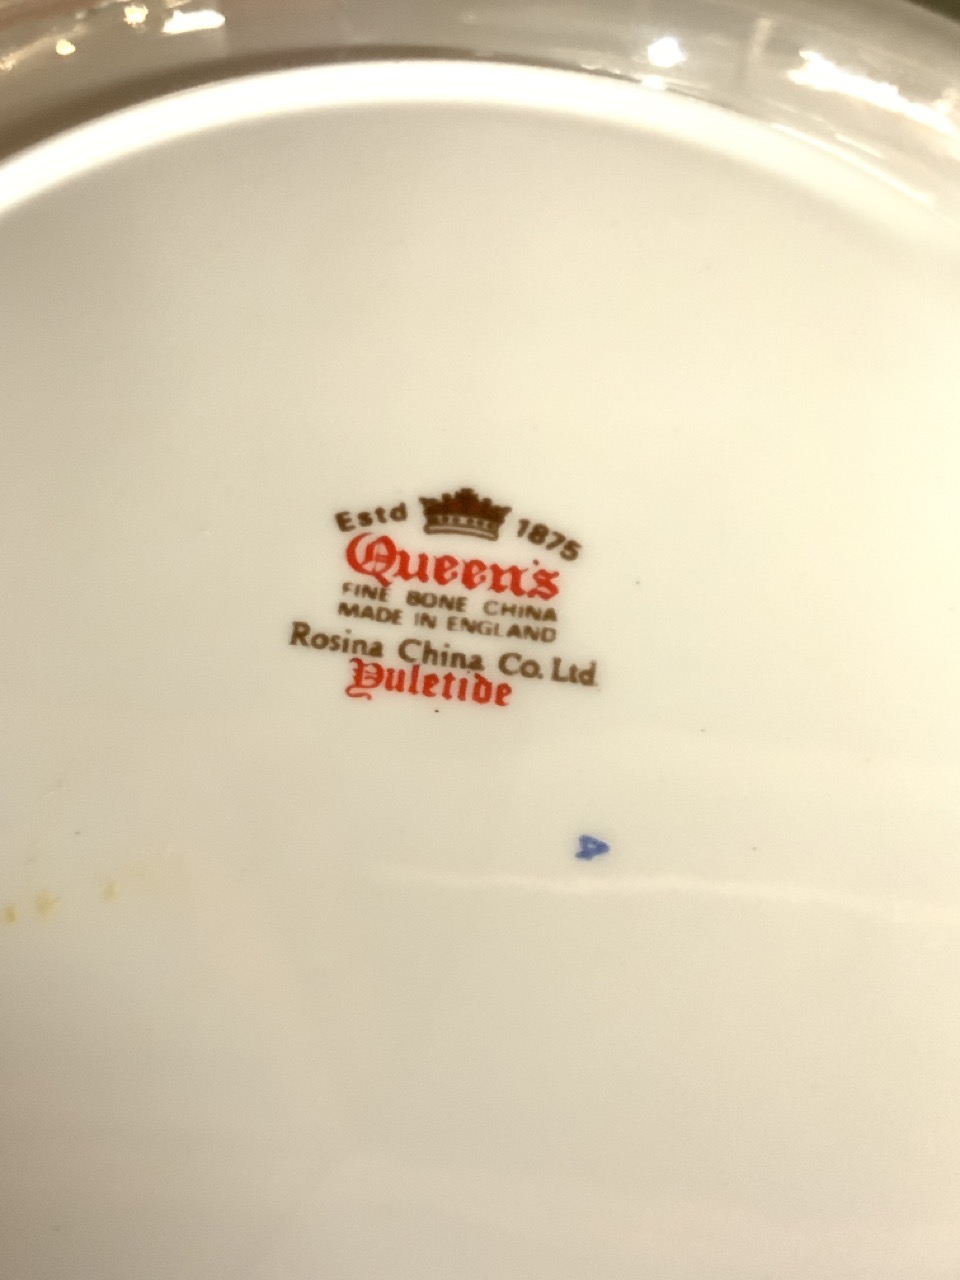 Estd 1875
Queen's
FINE BONE CHINA
MADE IN ENGLAND
Rosina China Co. Ltd.
Yuletide